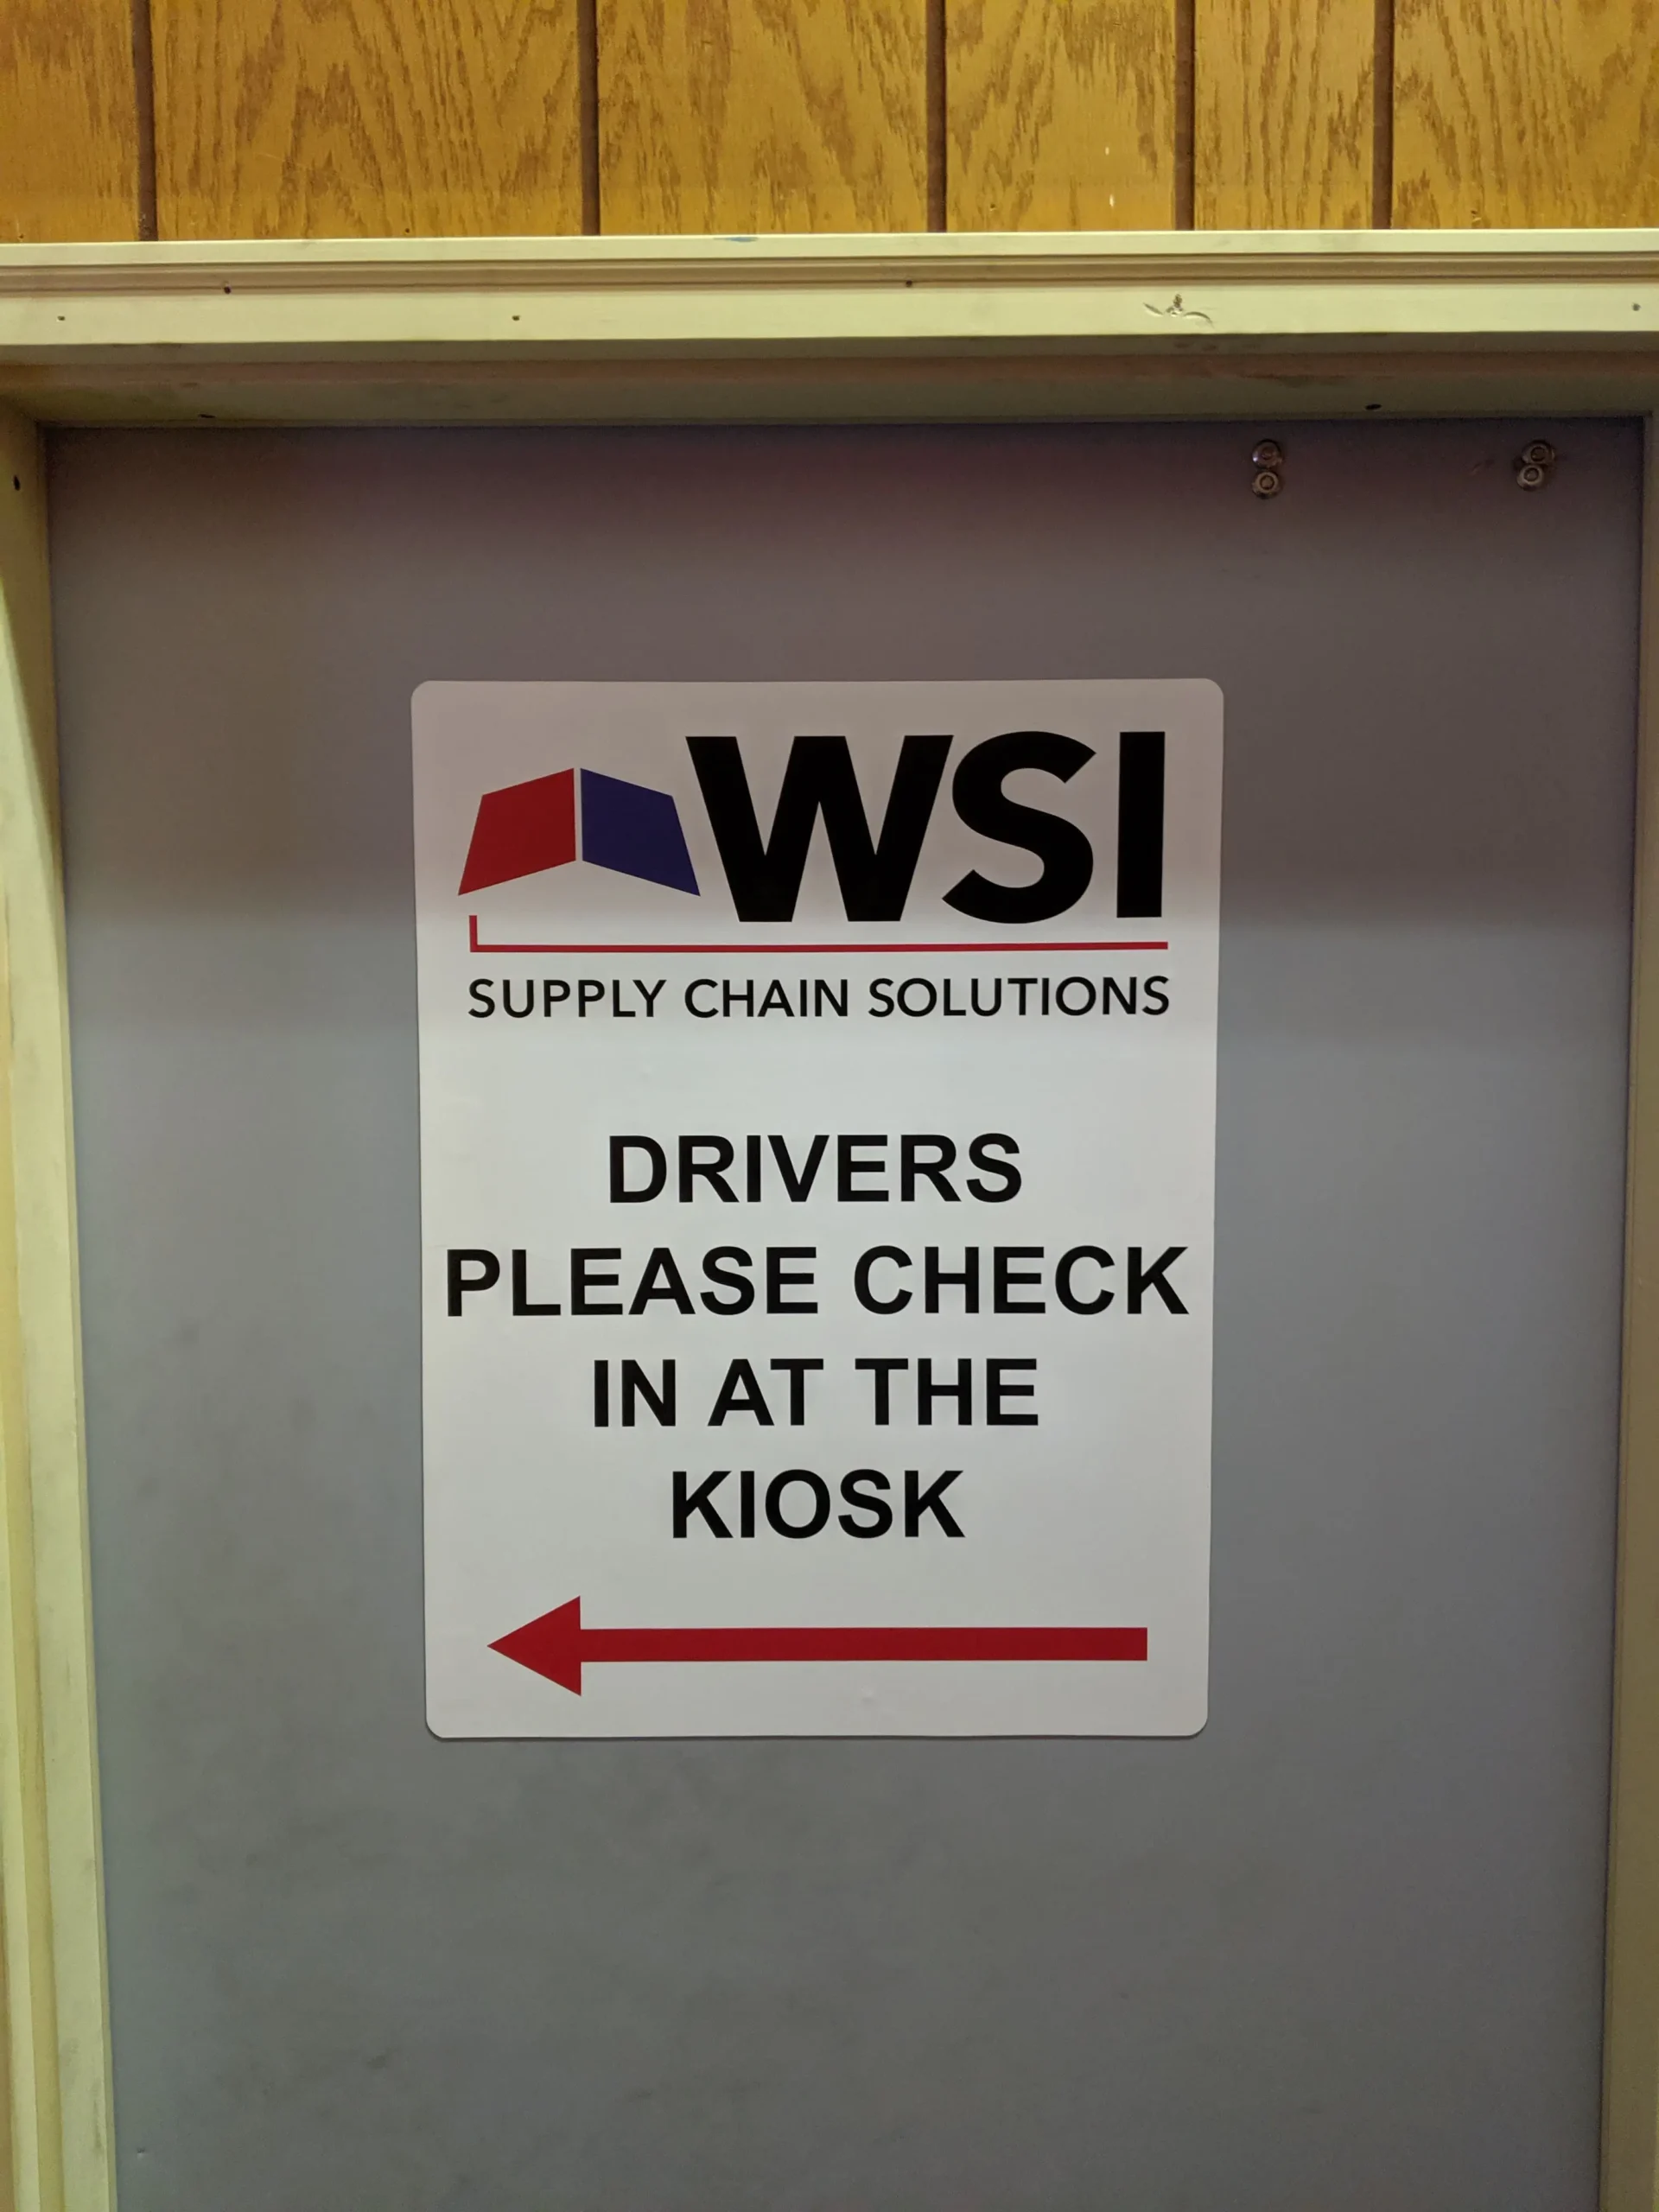 WSI
SUPPLY CHAIN SOLUTIONS
DRIVERS
PLEASE CHECK
IN AT THE
KIOSK